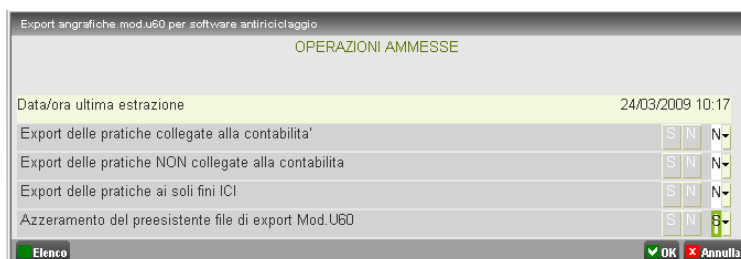 Export angrafiche mod.u60 per software antiriciclaggio
OPERAZIONI AMMESSE
Data/ora ultima estrazione 24/03/2009 10:17
Export delle pratiche collegate alla contabilita' S N N
Export delle pratiche NON collegate alla contabilita S N N
Export delle pratiche ai soli fini ICI S N N
Azzeramento del preesistente file di export Mod.U60 S N S
Elenco OK X Annulla